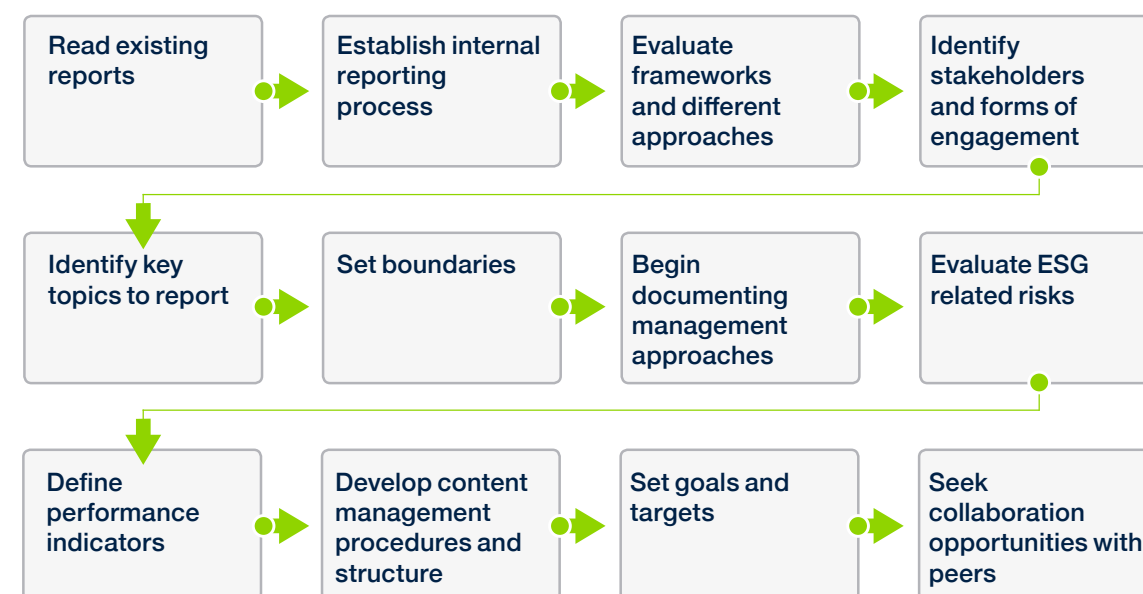 Read existing
reports
Establish internal
reporting
process
Evaluate
frameworks
and different
approaches
Identify
stakeholders
and forms of
engagement
Identify key
topics to report
Set boundaries
Begin
documenting
management
approaches
Evaluate ESG
related risks
Define
performance
indicators
Develop content
management
procedures and
structure
Set goals and
targets
Seek
collaboration
opportunities with
peers